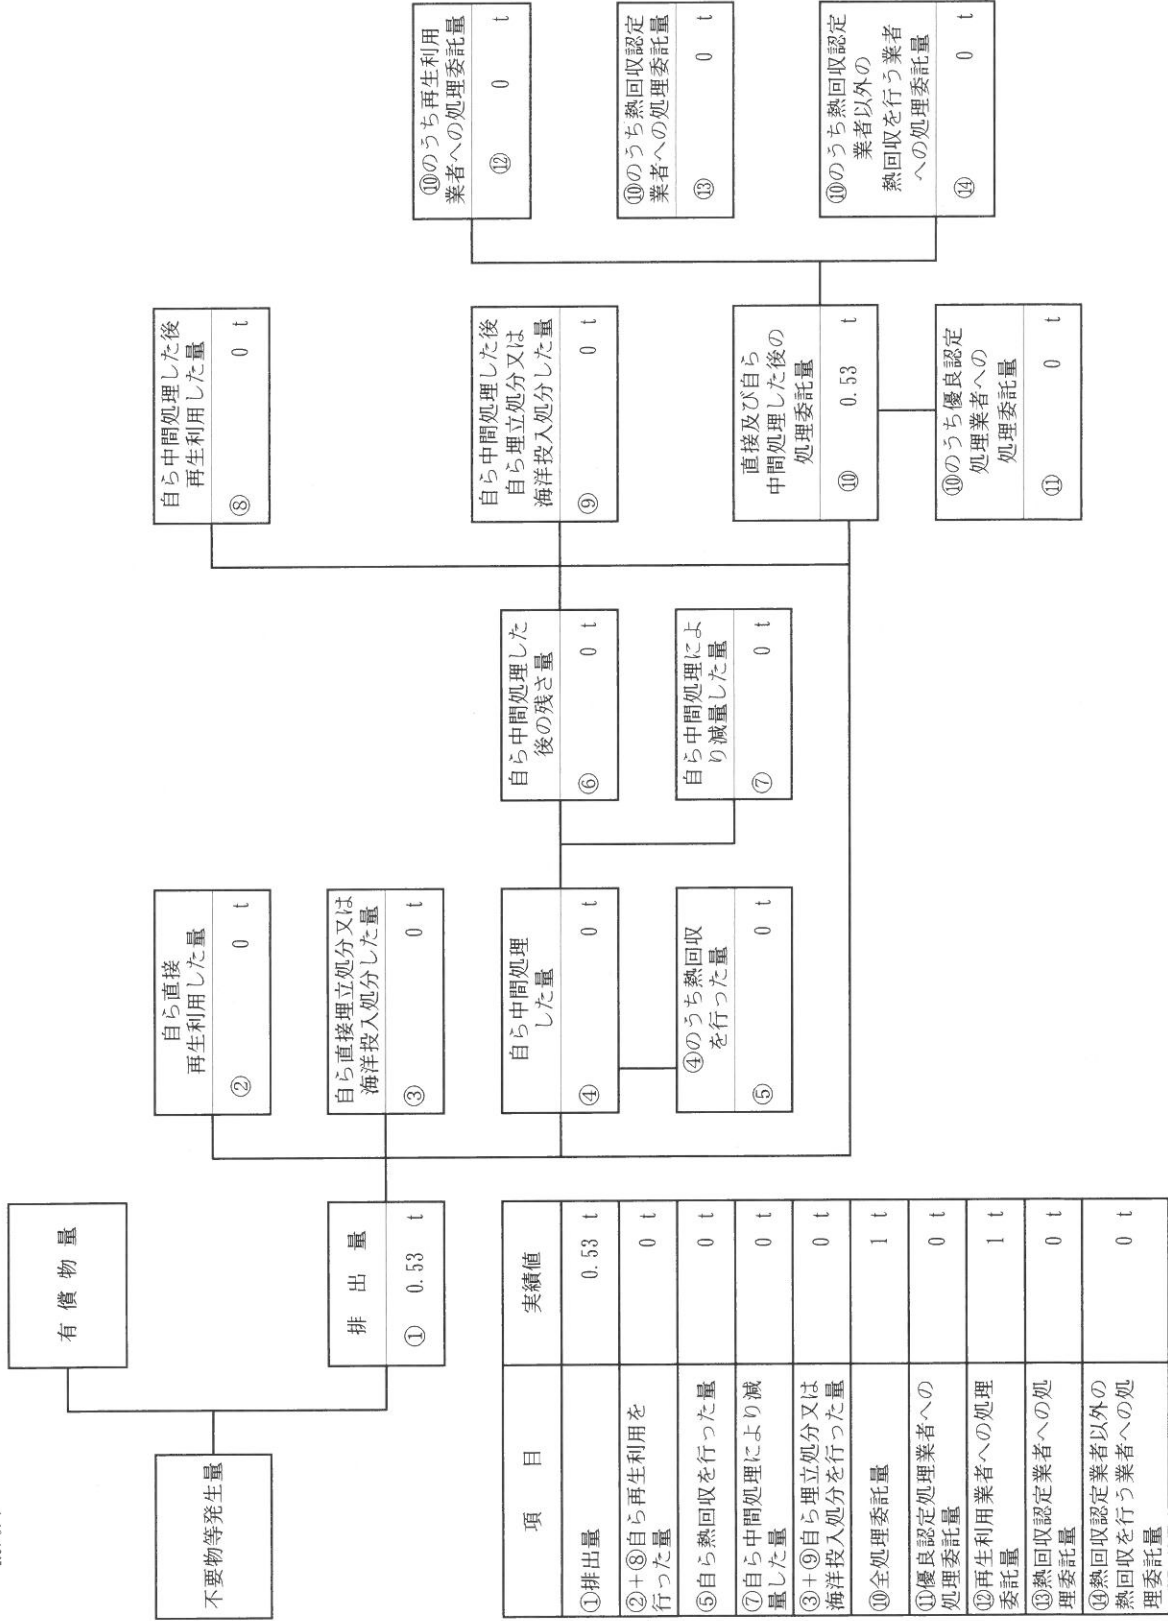 不要物等発生量
有償物量
排出量
① 0.53 t
自ら直接
再生利用した量
② 0 t
自ら直接埋立処分又は
海洋投入処分した量
③ 0 t
自ら中間処理
した量
④ 0 t
④のうち熱回収
を行った量
⑤ 0 t
自ら中間処理した
後の残さ量
⑥ 0 t
自ら中間処理によ
り減量した量
⑦ 0 t
自ら中間処理した後
再生利用した量
⑧ 0 t
自ら中間処理した後
自ら埋立処分又は
海洋投入処分した量
⑨ 0 t
直接及び自ら
中間処理した後の
処理委託量
⑩ 0.53 t
⑩のうち優良認定
処理業者への
処理委託量
⑪ 0 t
⑩のうち再生利用
業者への処理委託量
⑫ 0 t
⑩のうち熱回収認定
業者への処理委託量
⑬ 0 t
⑩のうち熱回収認定
業者以外の
熱回収を行う業者
への処理委託量
⑭ 0 t
項目 実績値
①排出量 0.53 t
②+⑧自ら再生利用を
行った量 0 t
⑤自ら熱回収を行った量 0 t
⑦自ら中間処理により減
量した量 0 t
③+⑨自ら埋立処分又は
海洋投入処分を行った量 0 t
⑩全処理委託量 1 t
⑪優良認定処理業者への
処理委託量 0 t
⑫再生利用業者への処理
委託量 1 t
⑬熱回収認定業者への処
理委託量 0 t
⑭熱回収認定業者以外の
熱回収を行う業者への処
理委託量 0 t